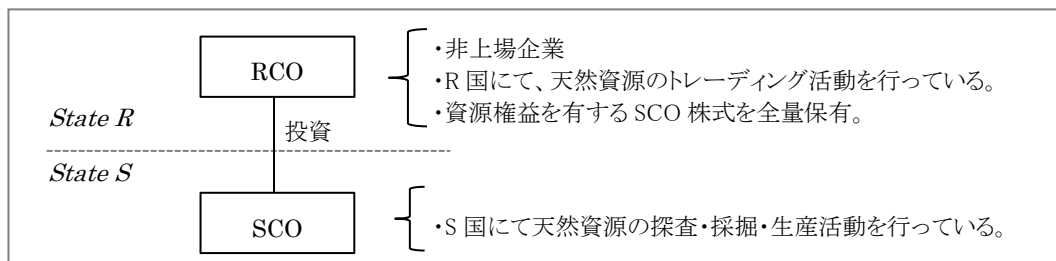 RCO
・非上場企業
・R 国にて、天然資源のトレーディング活動を行っている。
・資源権益を有する SCO 株式を全量保有。
State R
投資
State S
SCO
・S 国にて天然資源の探査・採掘・生産活動を行っている。